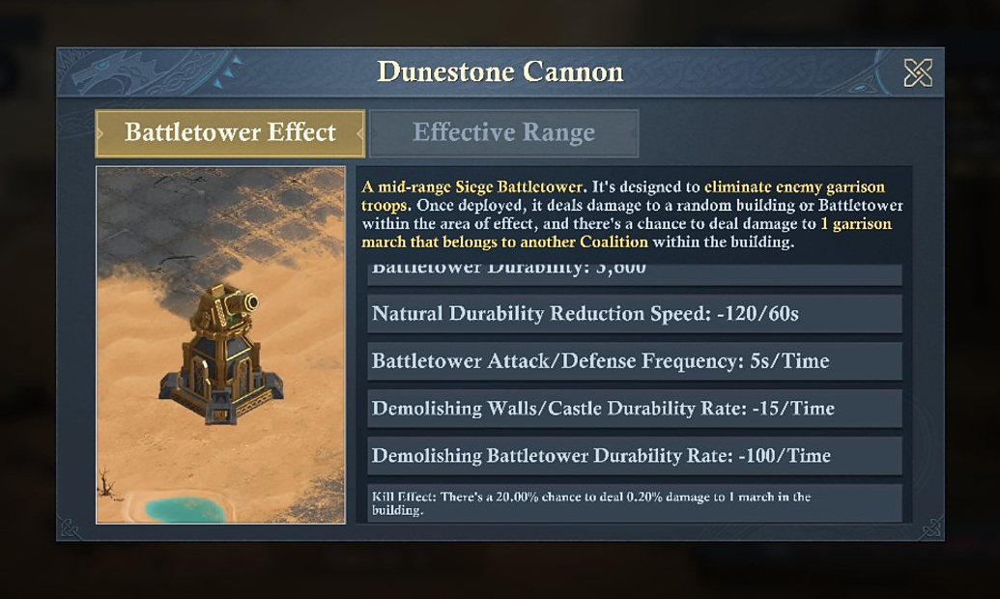 Dunestone Cannon
Battletower Effect
Effective Range
A mid-range Siege Battletower. It's designed to eliminate enemy garrison
troops. Once deployed, it deals damage to a random building or Battletower
within the area of effect, and there's a chance to deal damage to 1 garrison
march that belongs to another Coalition within the building.
Battletower Durability:
Natural Durability Reduction Speed: -120/60s
Battletower Attack/Defense Frequency: 5s/Time
Demolishing Walls/Castle Durability Rate: -15/Time
Demolishing Battletower Durability Rate: -100/Time
Kill Effect: There's a 20.00% chance to deal 0.20% damage to 1 march in the
building.